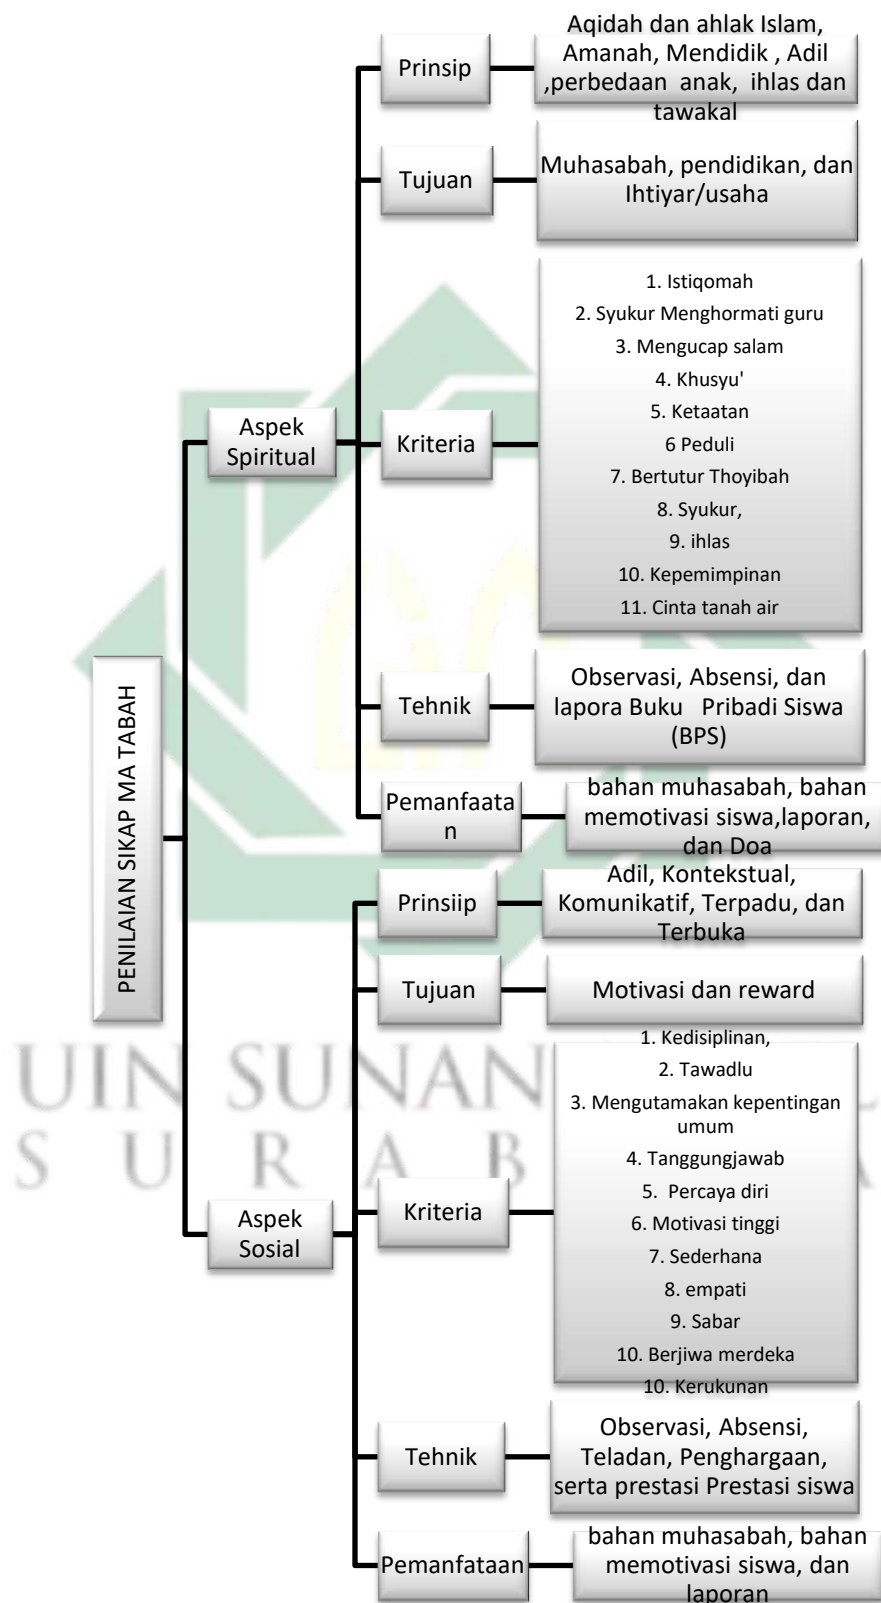 PENILAIAN SIKAP MA TABAH
Aspek
Spiritual
Prinsip
Aqidah dan ahlak Islam,
Amanah, Mendidik , Adil
,perbedaan anak, ihlas dan
tawakal
Tujuan
Muhasabah, pendidikan, dan
Ihtiyar/usaha
Kriteria
1. Istiqomah
2. Syukur Menghormati guru
3. Mengucap salam
4. Khusyu'
5. Ketaatan
6 Peduli
7. Bertutur Thoyibah
8. Syukur,
9. ihlas
10. Kepemimpinan
11. Cinta tanah air
Tehnik
Observasi, Absensi, dan
lapora Buku Pribadi Siswa
(BPS)
Pemanfaata
n
bahan muhasabah, bahan
memotivasi siswa,laporan,
dan Doa
Aspek
Sosial
Prinsiip
Adil, Kontekstual,
Komunikatif, Terpadu, dan
Terbuka
Tujuan
Motivasi dan reward
Kriteria
1. Kedisiplinan,
2. Tawadlu
3. Mengutamakan kepentingan
umum
4. Tanggungjawab
5. Percaya diri
6. Motivasi tinggi
7. Sederhana
8. empati
9. Sabar
10. Berjiwa merdeka
10. Kerukunan
Tehnik
Observasi, Absensi,
Teladan, Penghargaan,
serta prestasi Prestasi siswa
Pemanfataan
bahan muhasabah, bahan
memotivasi siswa, dan
laporan
UIN SUNAN
S U R A B